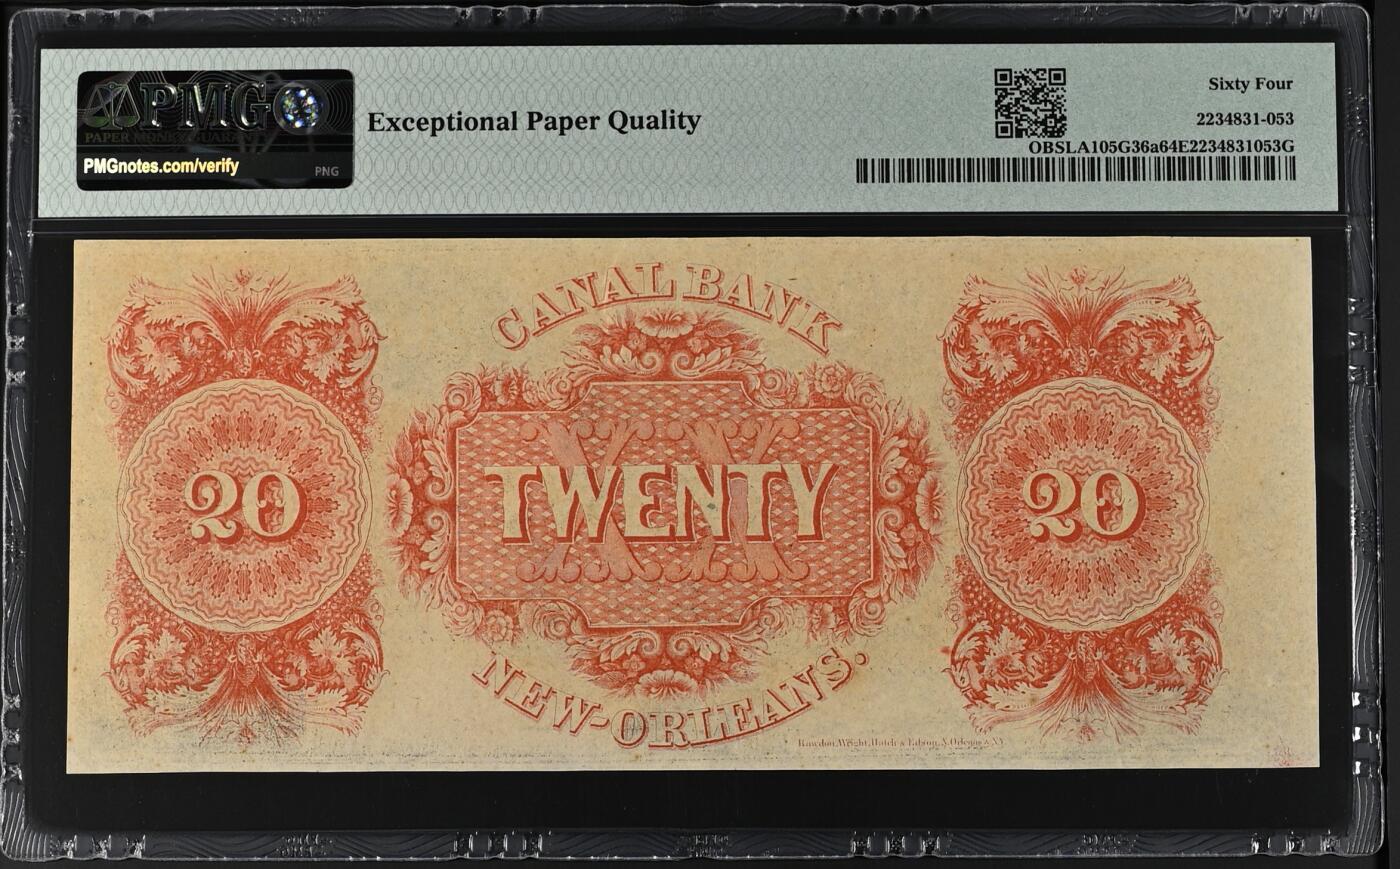 PMG
PAPER MONEY GUARANTY
PMGnotes.com/verify
PNG
Exceptional Paper Quality
Sixty Four
2234831-053
OBSLA105G36a64E2234831053G
CANAL BANK
20
XX
TWENTY
20
NEW-ORLEANS.
Rawdon, Wright, Hatch & Edson, N. Orleans & N.Y.